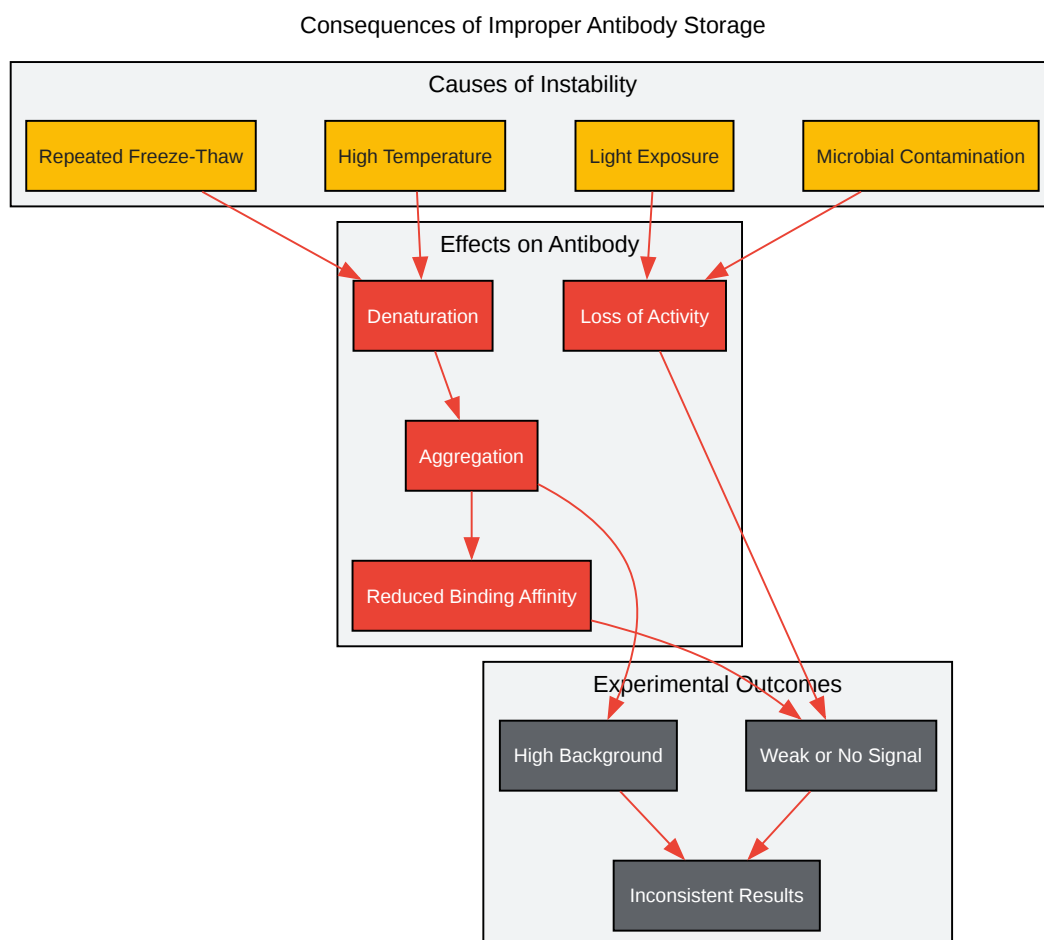 Consequences of Improper Antibody Storage
Causes of Instability
Repeated Freeze-Thaw
High Temperature
Light Exposure
Microbial Contamination
Effects on Antibody
Denaturation
Loss of Activity
Aggregation
Reduced Binding Affinity
Experimental Outcomes
High Background
Weak or No Signal
Inconsistent Results